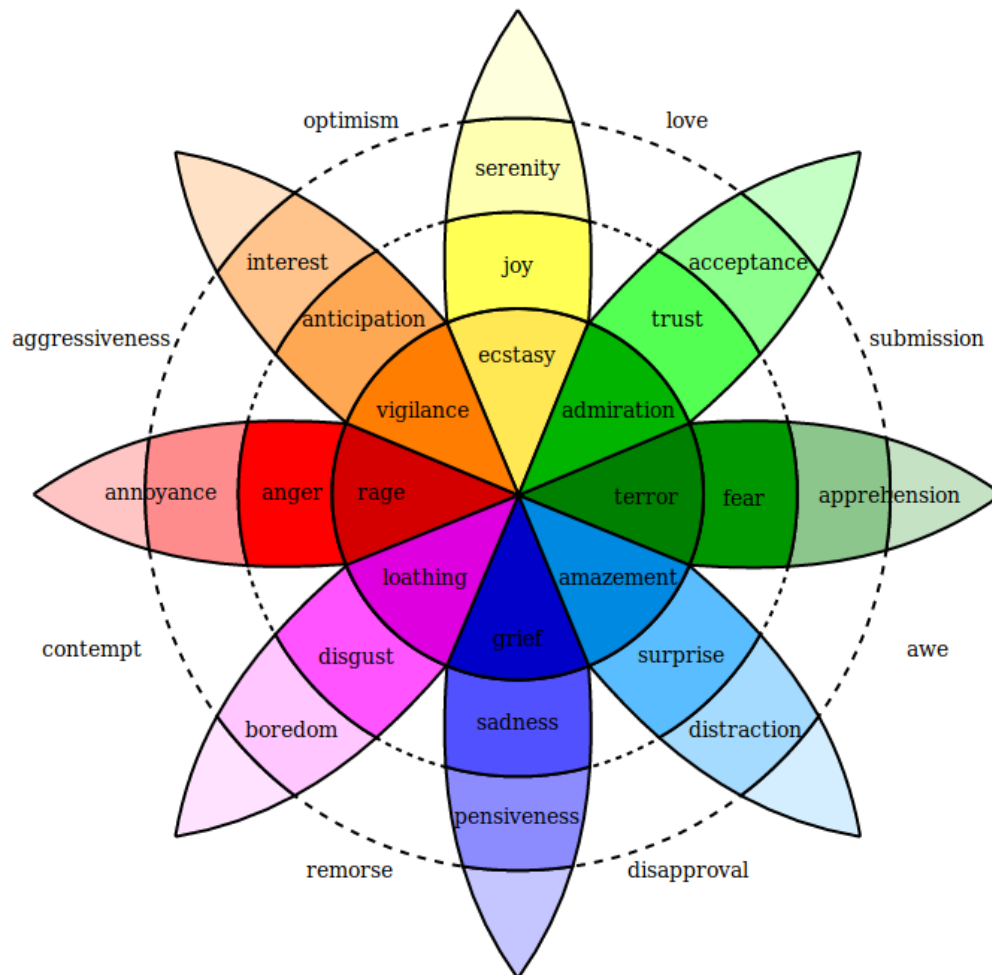 optimism
love
serenity
interest
joy
acceptance
anticipation
trust
aggressiveness
submission
ecstasy
vigilance
admiration
annoyance
anger
rage
terror
fear
apprehension
loathing
amazement
grief
contempt
awe
disgust
surprise
boredom
sadness
distraction
pensiveness
remorse
disapproval